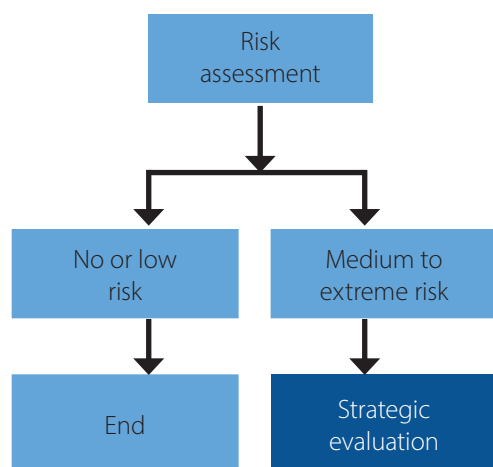 Risk
assessment
No or low
risk
Medium to
extreme risk
End
Strategic
evaluation